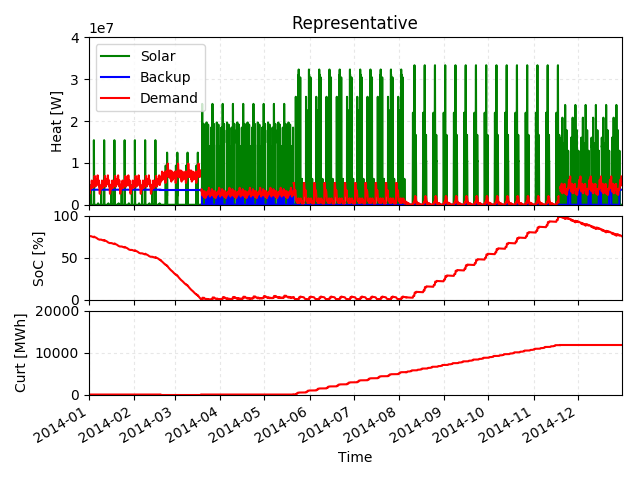 Representative
1e7
4
3
2
1
0
Heat [W]
Solar
Backup
Demand
100
50
0
SoC [%]
20000
10000
0
Curt [MWh]
2014-01
2014-02
2014-03
2014-04
2014-05
2014-06
2014-07
2014-08
2014-09
2014-10
2014-11
2014-12
Time